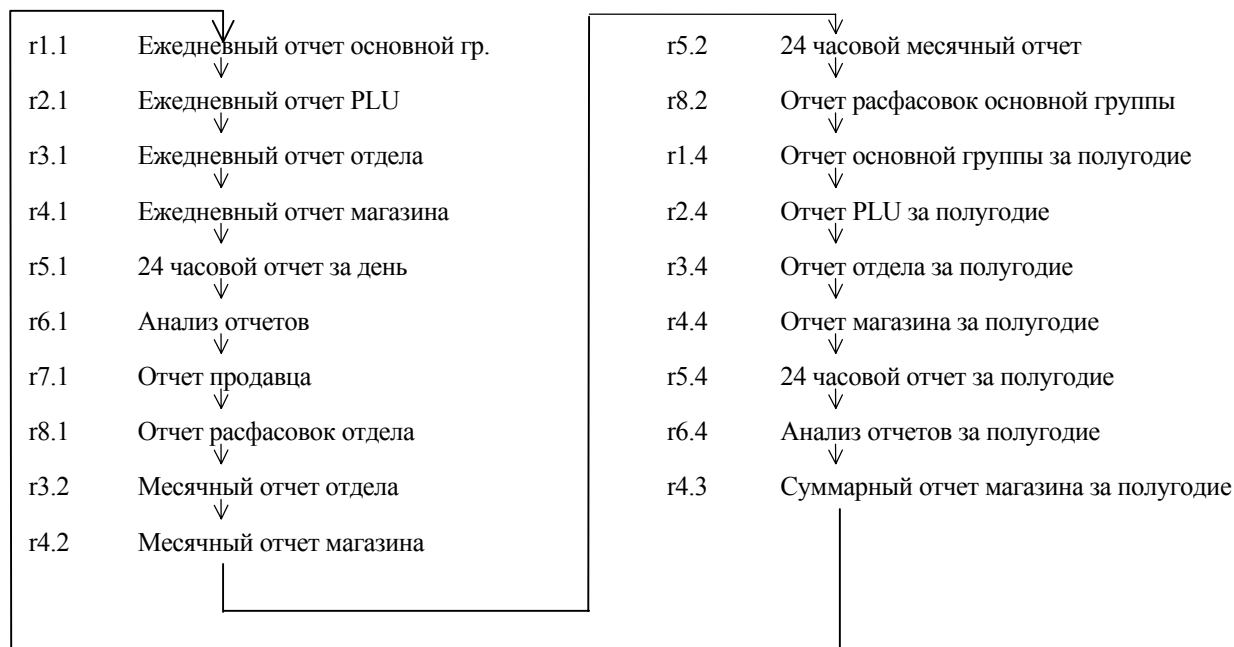 r1.1 Ежедневный отчет основной гр.
r2.1 Ежедневный отчет PLU
r3.1 Ежедневный отчет отдела
r4.1 Ежедневный отчет магазина
r5.1 24 часовой отчет за день
r6.1 Анализ отчетов
r7.1 Отчет продавца
r8.1 Отчет расфасовок отдела
r3.2 Месячный отчет отдела
r4.2 Месячный отчет магазина
r5.2 24 часовой месячный отчет
r8.2 Отчет расфасовок основной группы
r1.4 Отчет основной группы за полугодие
r2.4 Отчет PLU за полугодие
r3.4 Отчет отдела за полугодие
r4.4 Отчет магазина за полугодие
r5.4 24 часовой отчет за полугодие
r6.4 Анализ отчетов за полугодие
r4.3 Суммарный отчет магазина за полугодие